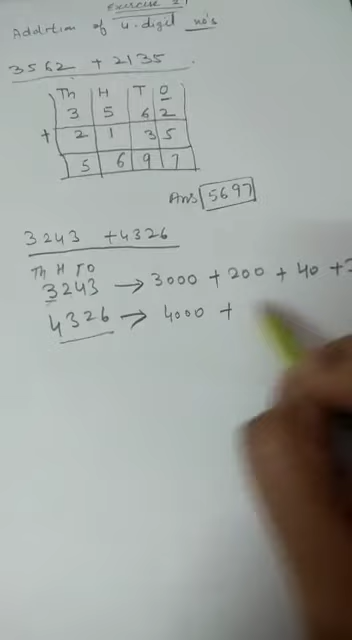 Exercise 2
Addition of 4-digit no's
3562 + 2135
Th H T O
3 5 6 2
+ 2 1 3 5
5 6 9 7
Ans 5697
3243 + 4326
Th H T O
3243 → 3000 + 200 + 40 + 3
4326 → 4000 +